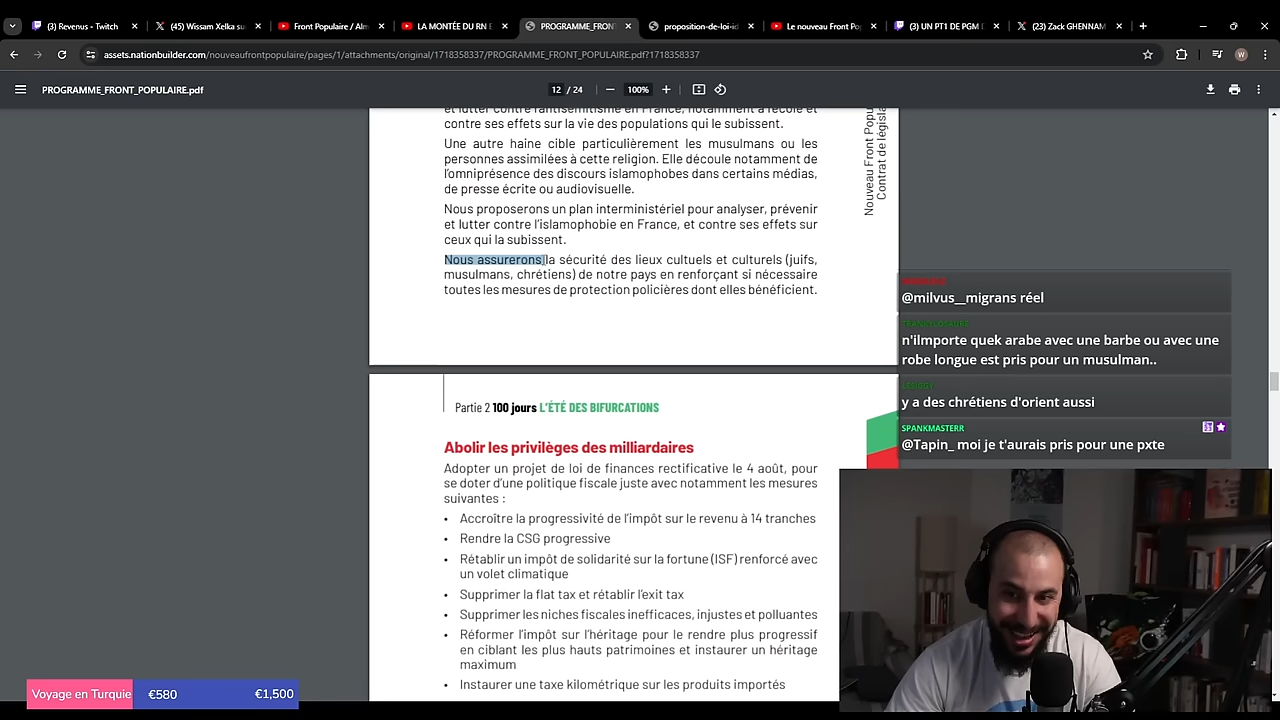 (3) Revenus - Twitch
(45) Wissam Xelka su
Front Populaire / Alm
LA MONTÉE DU RN E
PROGRAMME_FRONT
proposition-de-loi-id
Le nouveau Front Po
(3) UN PT1 DE PGM E
(23) Zack GHENNAM
assets.nationbuilder.com/nouveaufrontpopulaire/pages/1/attachments/original/1718358337/PROGRAMME_FRONT_POPULAIRE.pdf?1718358337
W
PROGRAMME_FRONT_POPULAIRE.pdf
12 / 24
100%
et lutter contre l'antisémitisme en France, notamment à l'école et
contre ses effets sur la vie des populations qui le subissent.
Une autre haine cible particulièrement les musulmans ou les
personnes assimilées à cette religion. Elle découle notamment de
l'omniprésence des discours islamophobes dans certains médias,
de presse écrite ou audiovisuelle.
Nous proposerons un plan interministériel pour analyser, prévenir
et lutter contre l'islamophobie en France, et contre ses effets sur
ceux qui la subissent.
Nous assurerons la sécurité des lieux cultuels et culturels (juifs,
musulmans, chrétiens) de notre pays en renforçant si nécessaire
toutes les mesures de protection policières dont elles bénéficient.
Nouveau Front Popu
Contrat de législa
Partie 2 100 jours L'ÉTÉ DES BIFURCATIONS
Abolir les privilèges des milliardaires
Adopter un projet de loi de finances rectificative le 4 août, pour
se doter d'une politique fiscale juste avec notamment les mesures
suivantes :
• Accroître la progressivité de l'impôt sur le revenu à 14 tranches
• Rendre la CSG progressive
• Rétablir un impôt de solidarité sur la fortune (ISF) renforcé avec
un volet climatique
• Supprimer la flat tax et rétablir l'exit tax
• Supprimer les niches fiscales inefficaces, injustes et polluantes
• Réformer l'impôt sur l'héritage pour le rendre plus progressif
en ciblant les plus hauts patrimoines et instaurer un héritage
maximum
• Instaurer une taxe kilométrique sur les produits importés
@milvus__migrans réel
n'ilmporte quek arabe avec une barbe ou avec une
robe longue est pris pour un musulman..
y a des chrétiens d'orient aussi
SPANKMASTERR
@Tapin_ moi je t'aurais pris pour une pxte
Voyage en Turquie
€580
€1,500